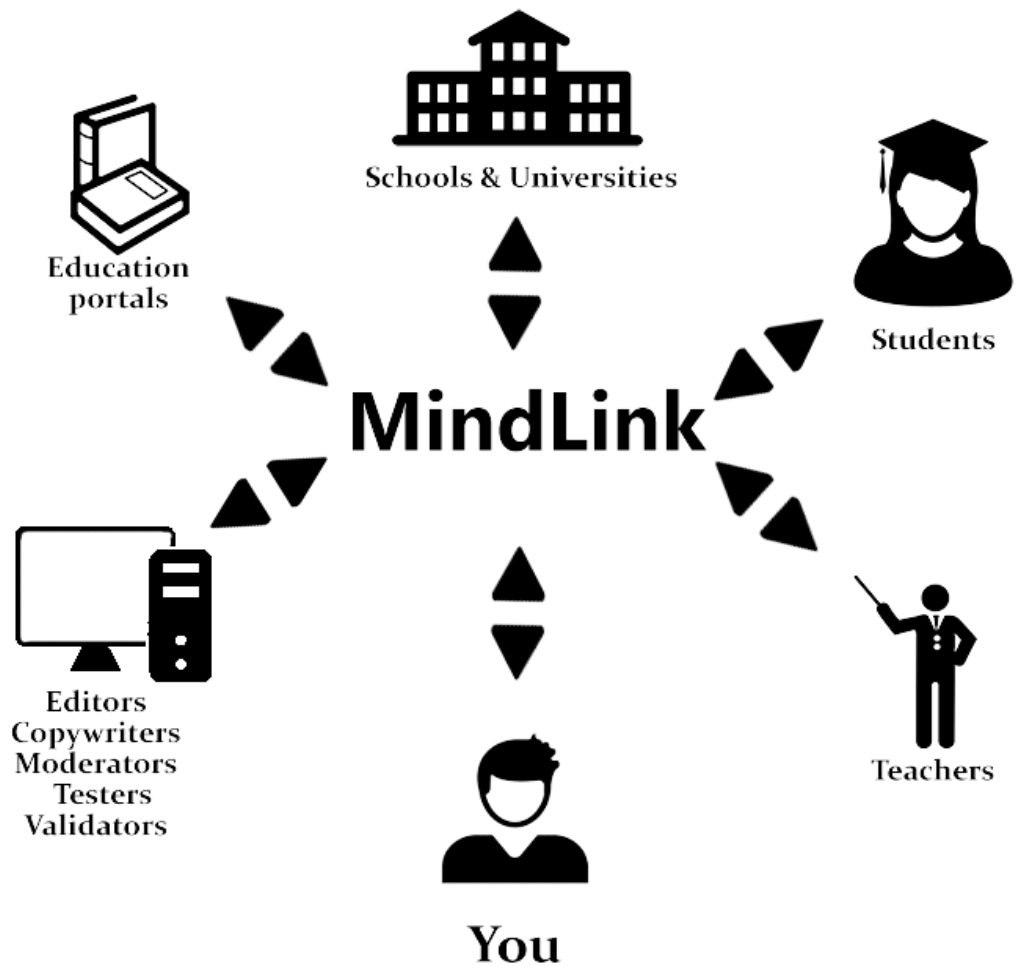 Schools & Universities
Education
portals
Students
MindLink
Editors
Copywriters
Moderators
Testers
Validators
Teachers
You